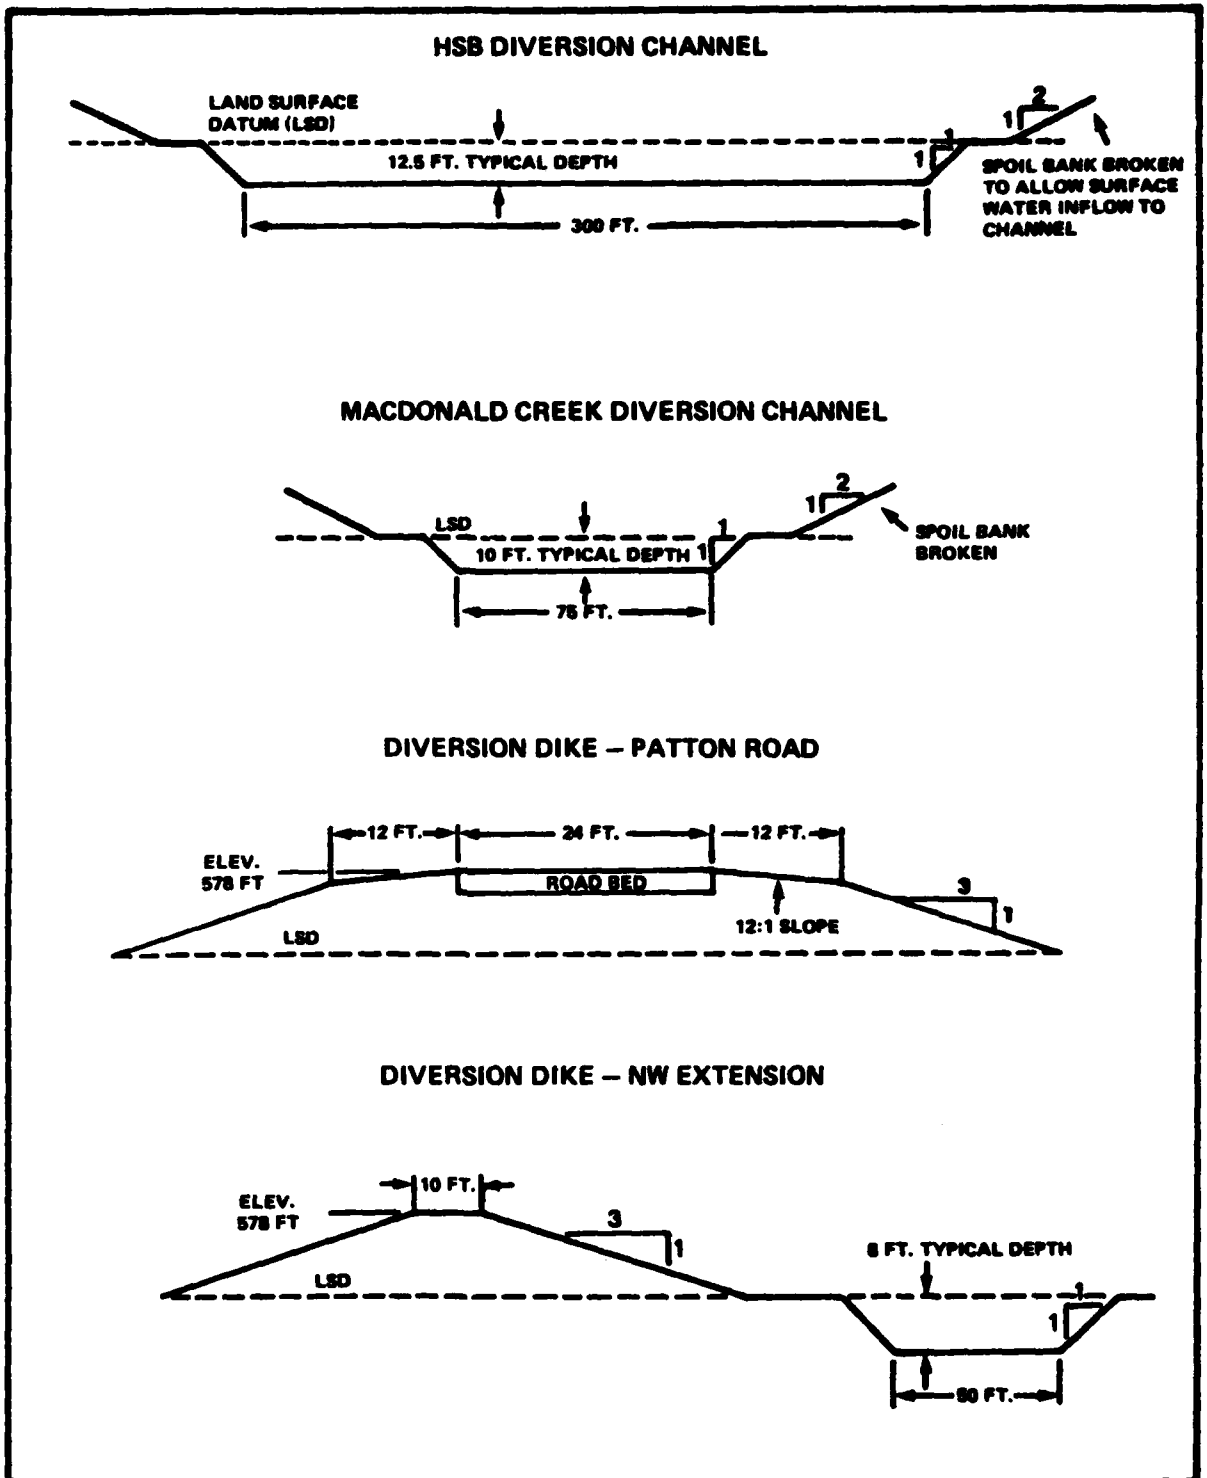 HSB DIVERSION CHANNEL
LAND SURFACE
DATUM (LSD)
12.5 FT. TYPICAL DEPTH
300 FT.
1
2
1
1
SPOIL BANK BROKEN
TO ALLOW SURFACE
WATER INFLOW TO
CHANNEL
MACDONALD CREEK DIVERSION CHANNEL
LSD
10 FT. TYPICAL DEPTH
75 FT.
1
1
1
2
SPOIL BANK
BROKEN
DIVERSION DIKE – PATTON ROAD
12 FT.
24 FT.
12 FT.
ELEV.
578 FT
ROAD BED
LSD
12:1 SLOPE
3
1
DIVERSION DIKE – NW EXTENSION
10 FT.
ELEV.
578 FT
3
1
LSD
FT. TYPICAL DEPTH
1
1
FT.